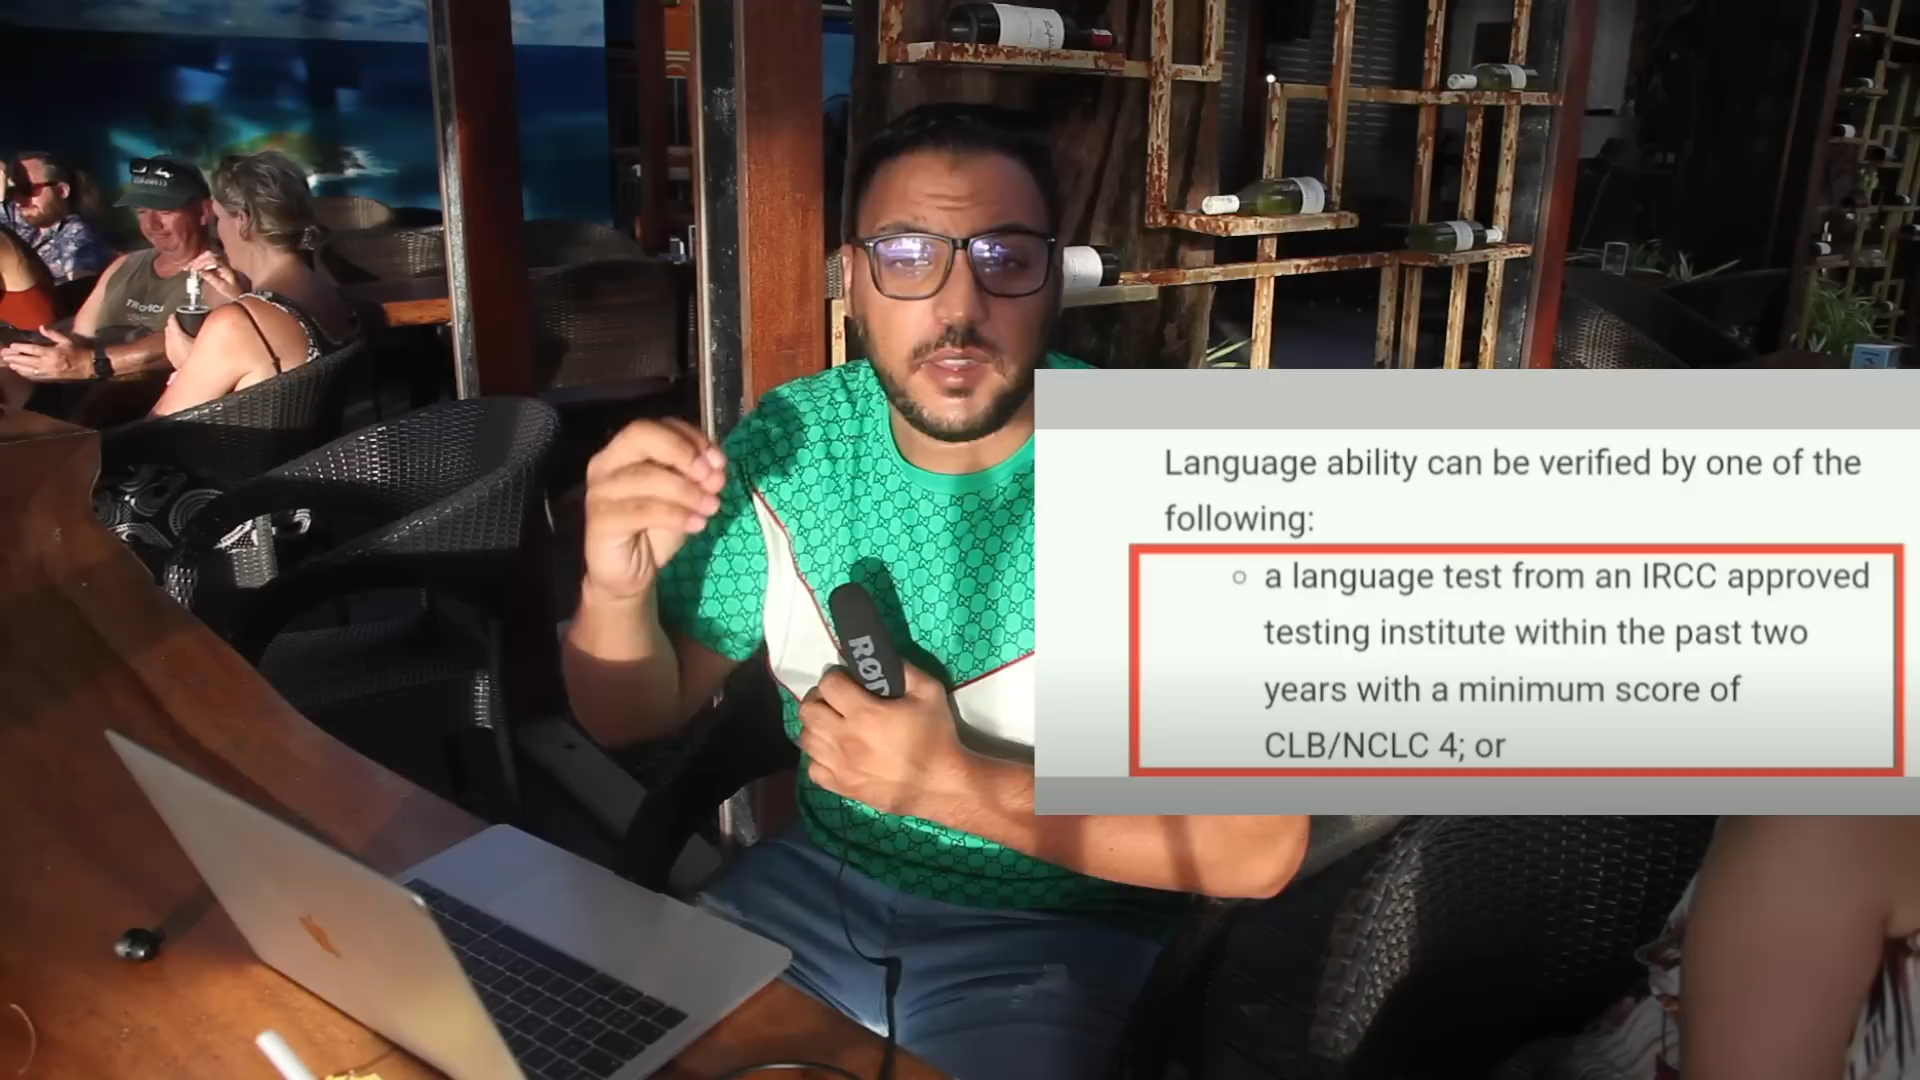 Language ability can be verified by one of the
following:
a language test from an IRCC approved
testing institute within the past two
years with a minimum score of
CLB/NCLC 4; or
RØD